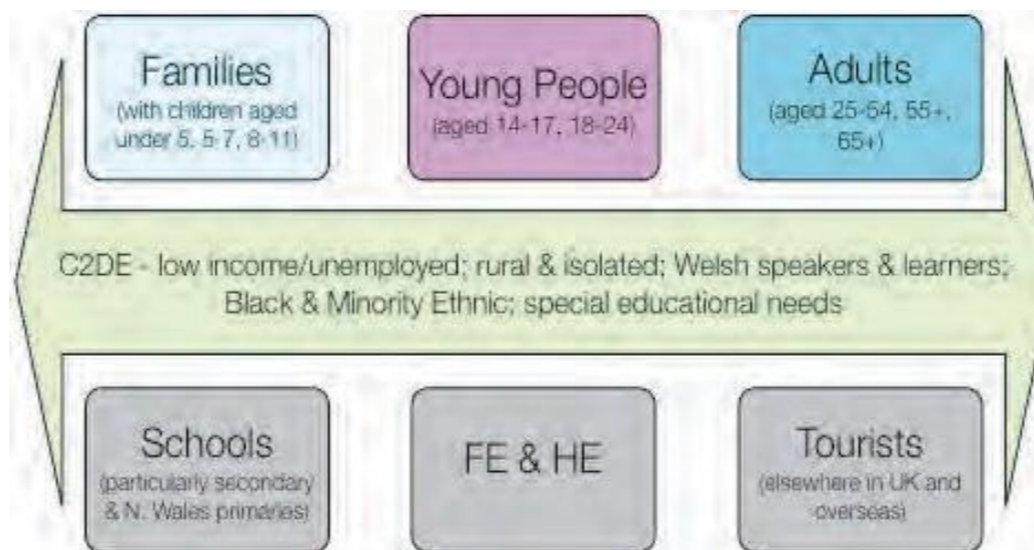 Families
(with children aged
under 5, 5-7, 8-11)
Young People
(aged 14-17, 18-24)
Adults
(aged 25-54, 55+,
65+)
C2DE - low income/unemployed; rural & isolated; Welsh speakers & learners;
Black & Minority Ethnic; special educational needs
Schools
(particularly secondary
& N. Wales primaries)
FE & HE
Tourists
(elsewhere in UK and
overseas)